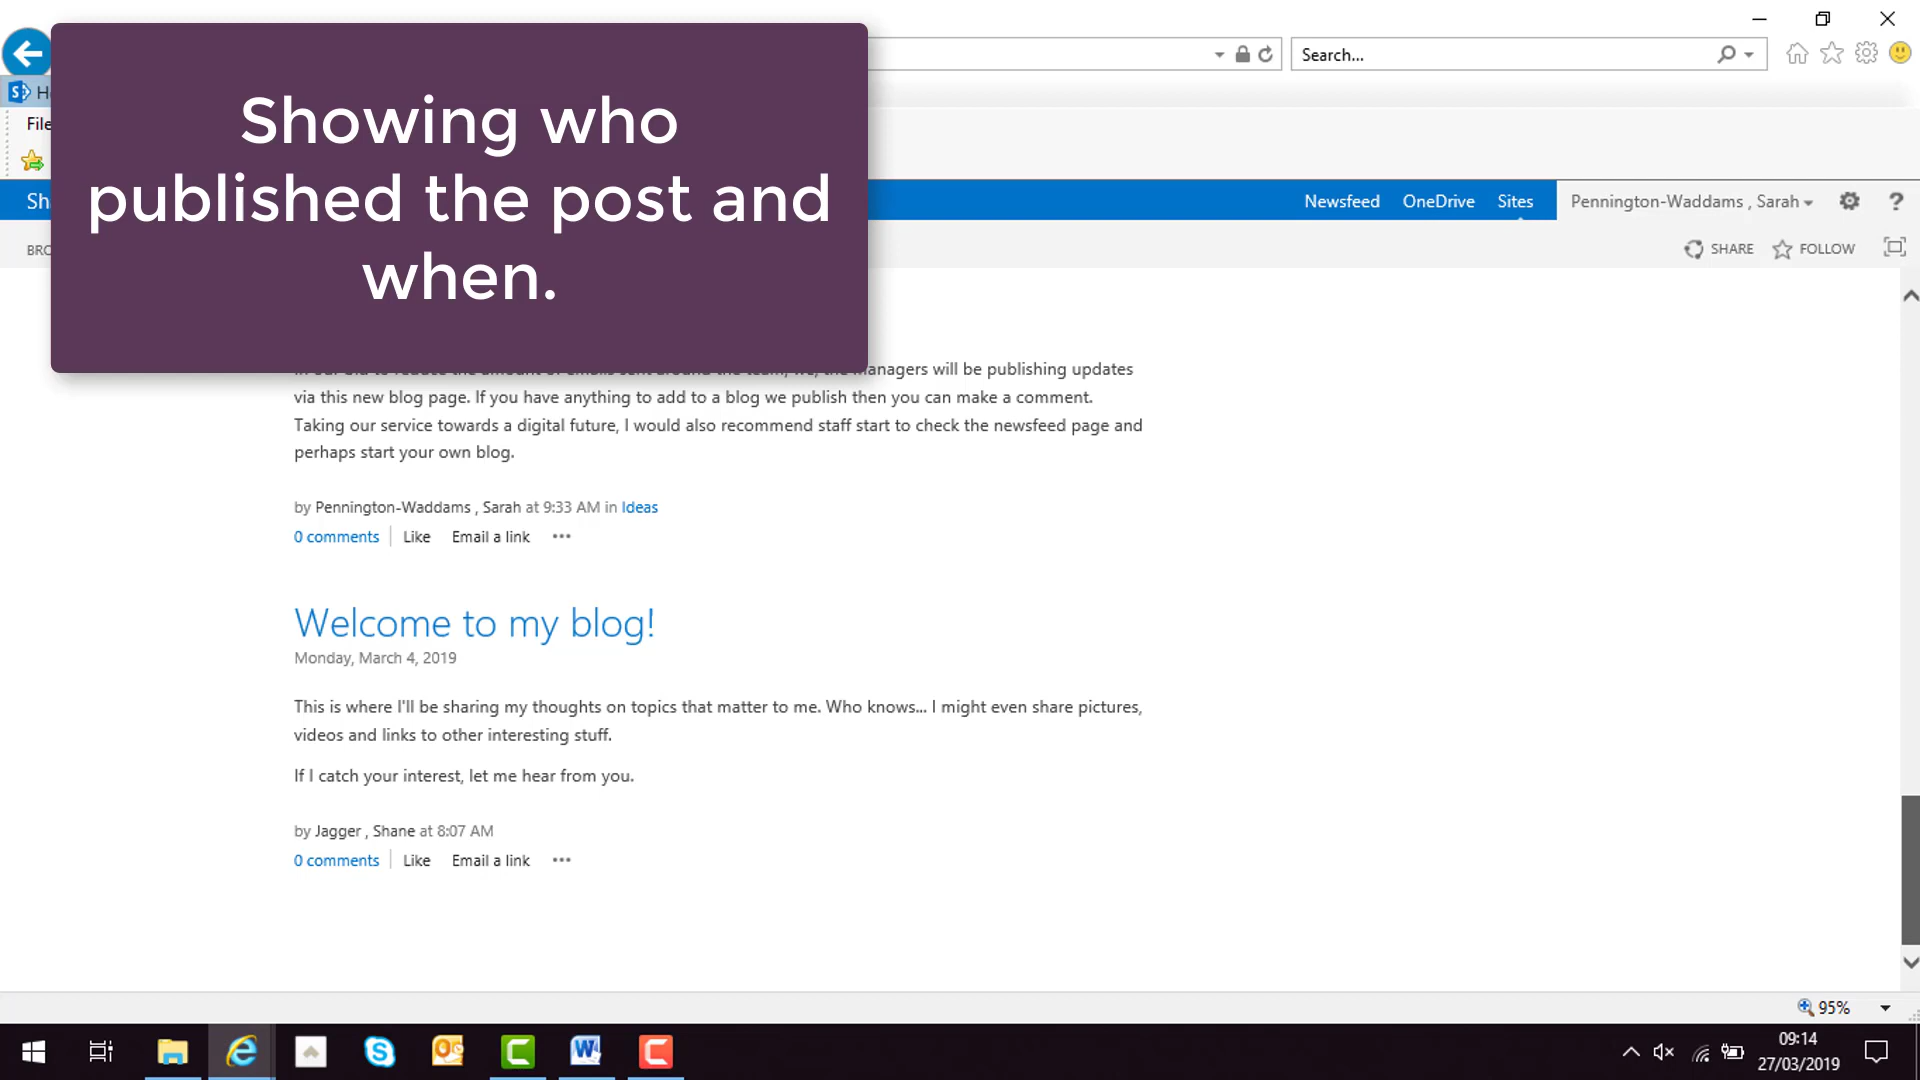 Search...
File
Showing who
published the post and
when.
Newsfeed OneDrive Sites Pennington-Waddams , Sarah ?
SHARE FOLLOW
anagers will be publishing updates
via this new blog page. If you have anything to add to a blog we publish then you can make a comment.
Taking our service towards a digital future, I would also recommend staff start to check the newsfeed page and
perhaps start your own blog.
by Pennington-Waddams , Sarah at 9:33 AM in Ideas
0 comments Like Email a link •••
Welcome to my blog!
Monday, March 4, 2019
This is where I'll be sharing my thoughts on topics that matter to me. Who knows... I might even share pictures,
videos and links to other interesting stuff.
If I catch your interest, let me hear from you.
by Jagger , Shane at 8:07 AM
0 comments Like Email a link •••
95%
09:14
27/03/2019